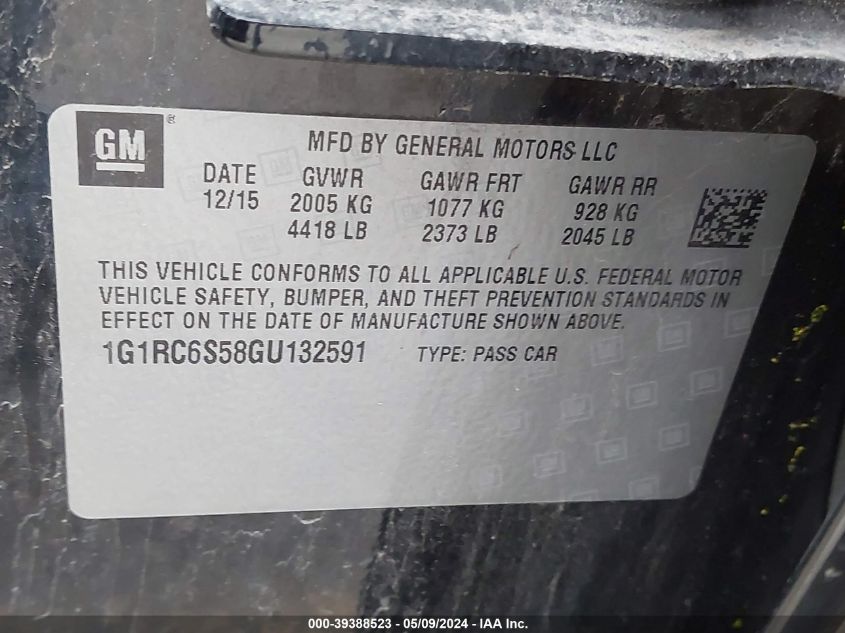 GM®
MFD BY GENERAL MOTORS LLC
DATE GVWR GAWR FRT GAWR RR
12/15 2005 KG 1077 KG 928 KG
4418 LB 2373 LB 2045 LB
THIS VEHICLE CONFORMS TO ALL APPLICABLE U.S. FEDERAL MOTOR
VEHICLE SAFETY, BUMPER, AND THEFT PREVENTION STANDARDS IN
EFFECT ON THE DATE OF MANUFACTURE SHOWN ABOVE.
1G1RC6S58GU132591 TYPE: PASS CAR
000-39388523 - 05/09/2024 - IAA Inc.